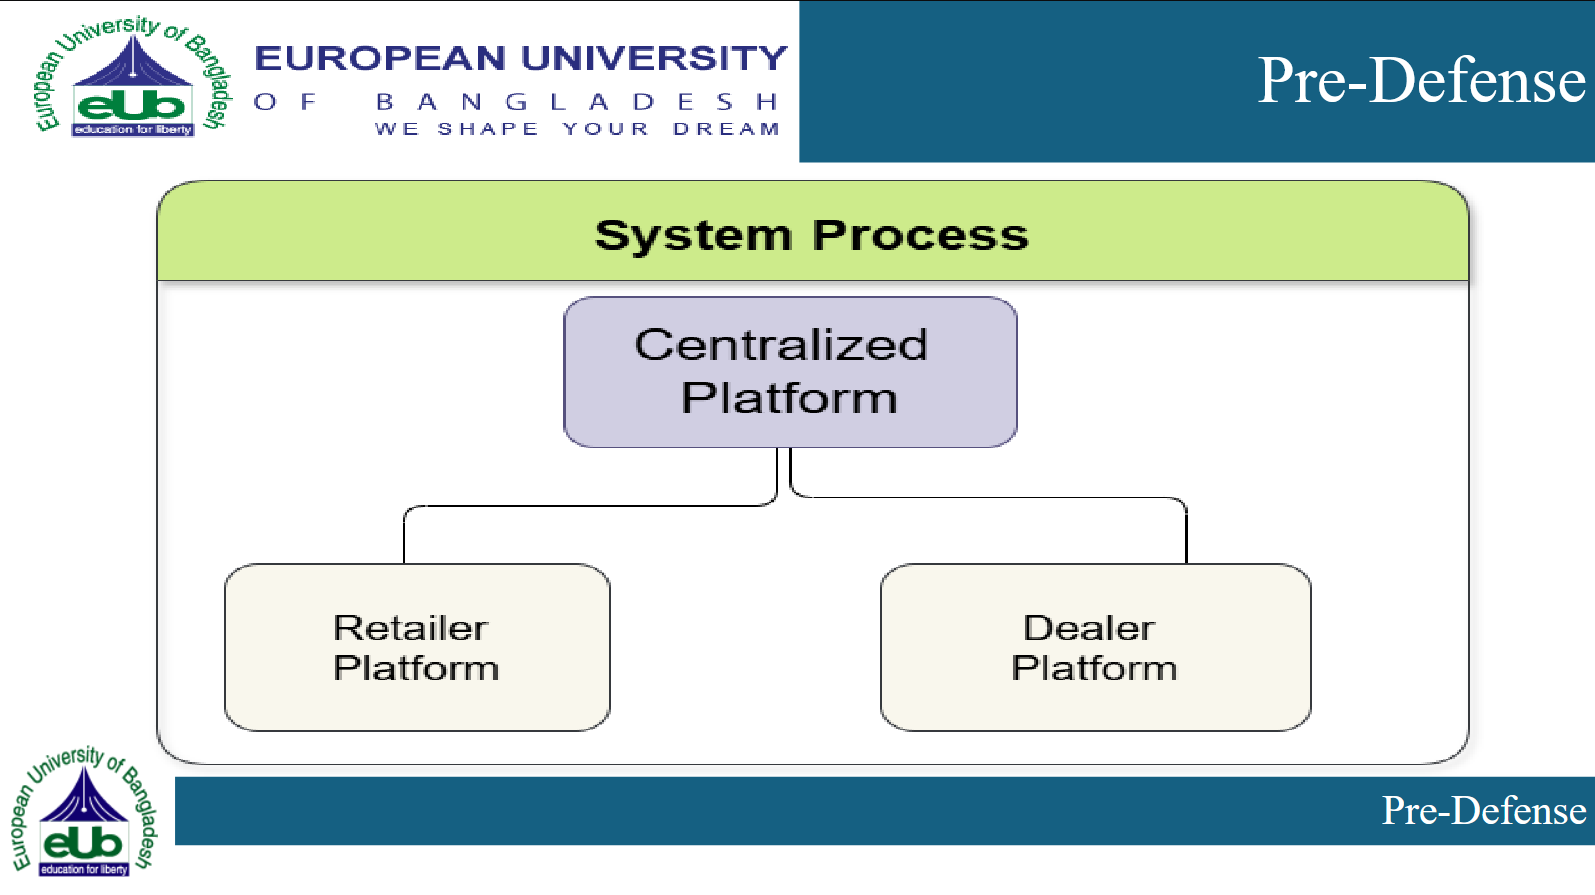 European University of Bangladesh
eUb
education for liberty
EUROPEAN UNIVERSITY
OF BANGLADESH
WE SHAPE YOUR DREAM
Pre-Defense
System Process
Centralized
Platform
Retailer
Platform
Dealer
Platform
European University of Bangladesh
eUb
education for liberty
Pre-Defense